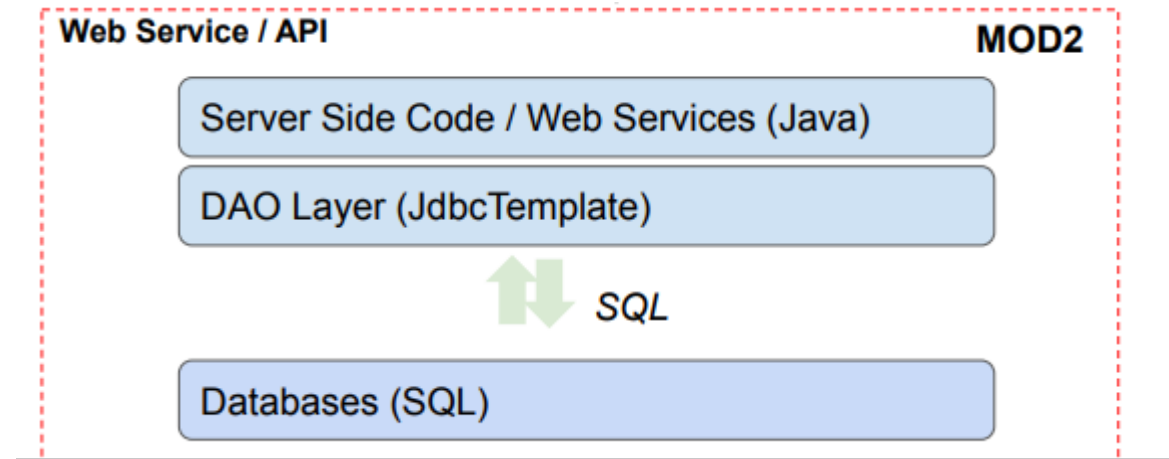 Web Service / API
MOD2
Server Side Code / Web Services (Java)
DAO Layer (JdbcTemplate)
SQL
Databases (SQL)